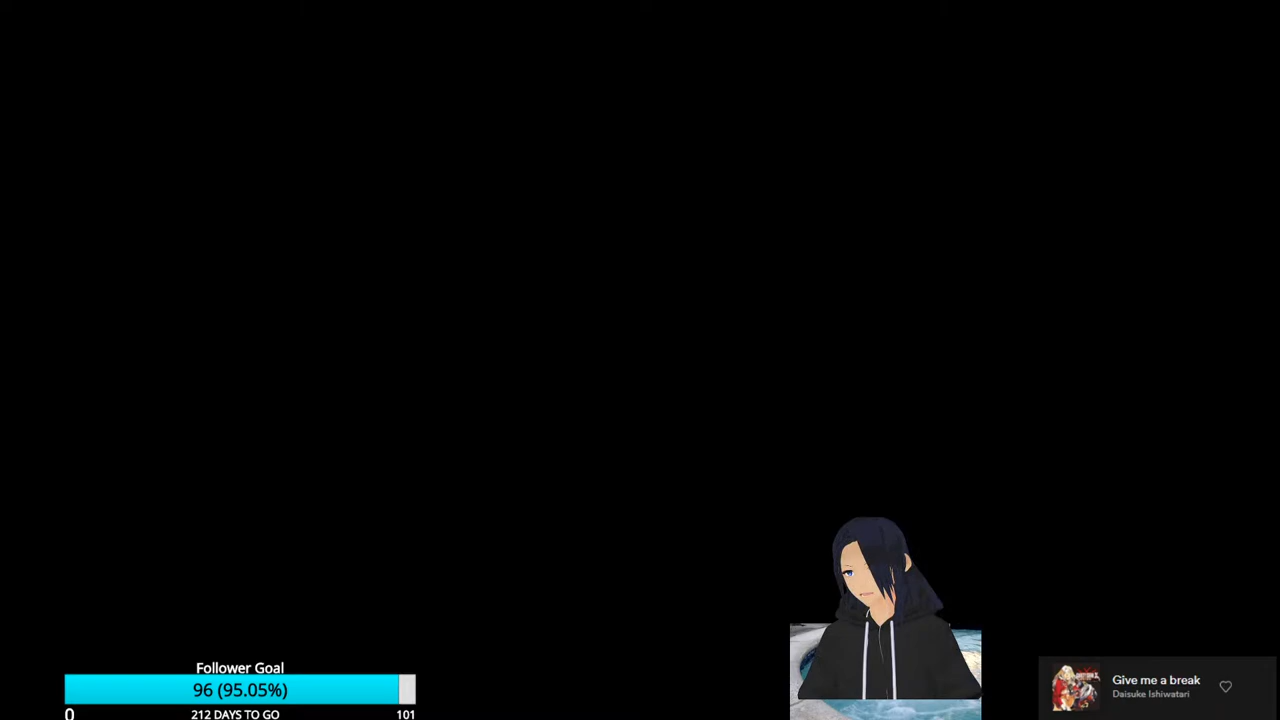 Follower Goal
96 (95.05%)
0 212 DAYS TO GO 101
Give me a break
Daisuke Ishiwatari